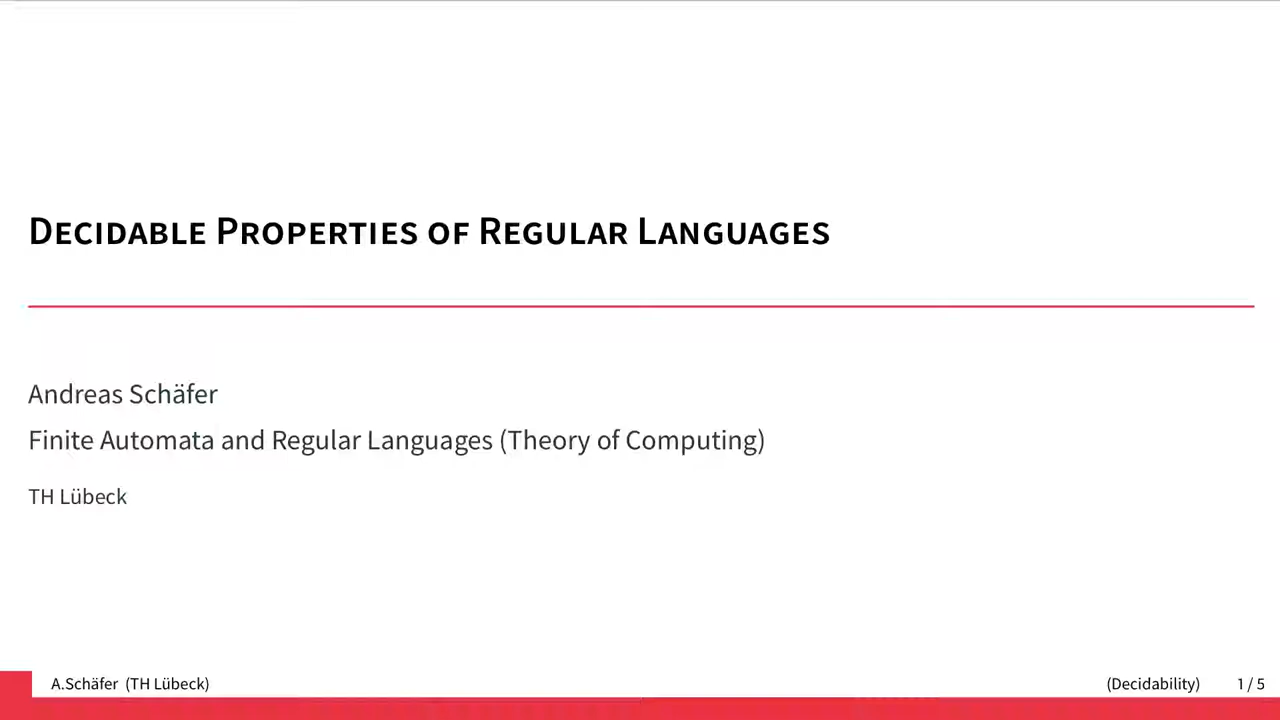 Decidable Properties of Regular Languages
Andreas Schäfer
Finite Automata and Regular Languages (Theory of Computing)
TH Lübeck
A.Schäfer (TH Lübeck)
(Decidability)
1 / 5